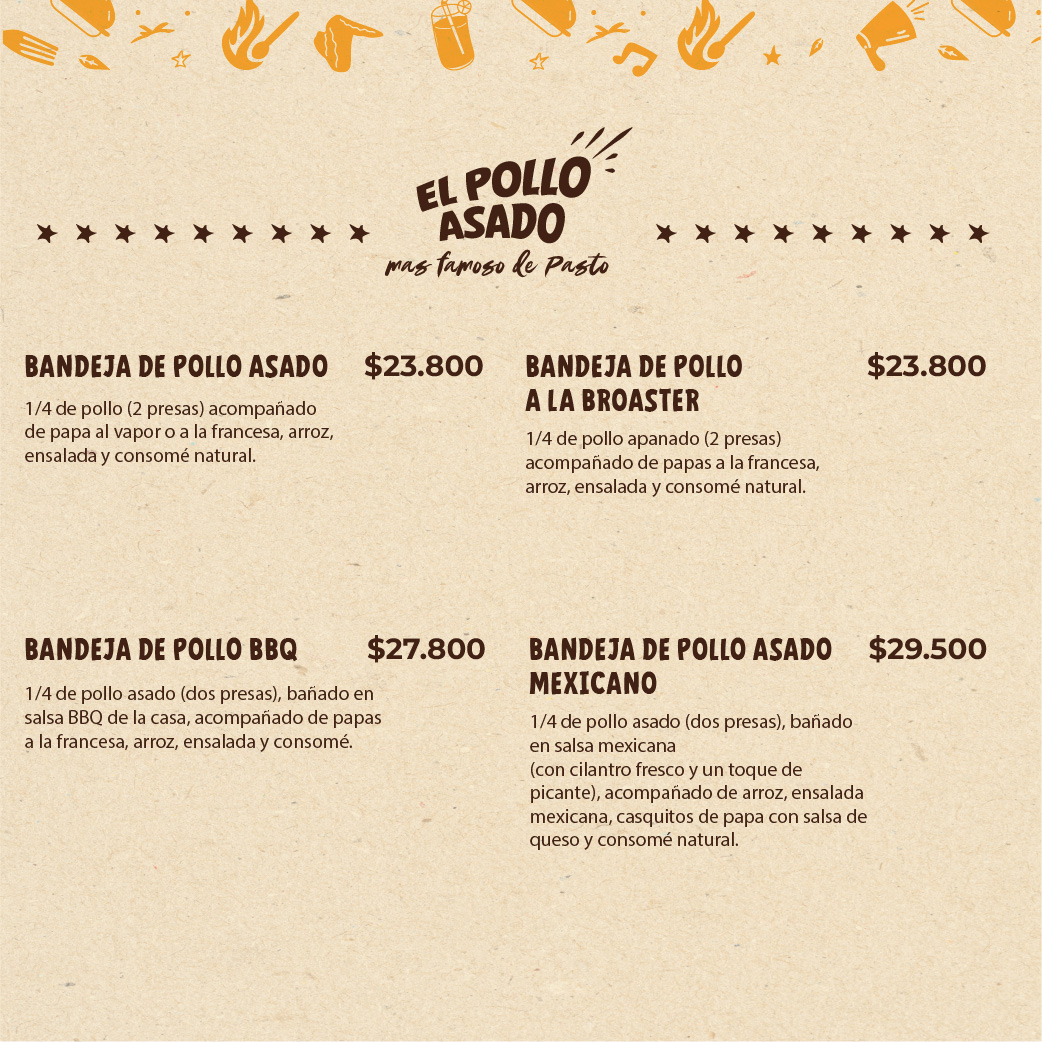 EL POLLO
ASADO
mas famoso de Pasto
BANDEJA DE POLLO ASADO $23.800
1/4 de pollo (2 presas) acompañado
de papa al vapor o a la francesa, arroz,
ensalada y consomé natural.
BANDEJA DE POLLO $23.800
A LA BROASTER
1/4 de pollo apanado (2 presas)
acompañado de papas a la francesa,
arroz, ensalada y consomé natural.
BANDEJA DE POLLO BBQ $27.800
1/4 de pollo asado (dos presas), bañado en
salsa BBQ de la casa, acompañado de papas
a la francesa, arroz, ensalada y consomé.
BANDEJA DE POLLO ASADO $29.500
MEXICANO
1/4 de pollo asado (dos presas), bañado
en salsa mexicana
(con cilantro fresco y un toque de
picante), acompañado de arroz, ensalada
mexicana, casquitos de papa con salsa de
queso y consomé natural.